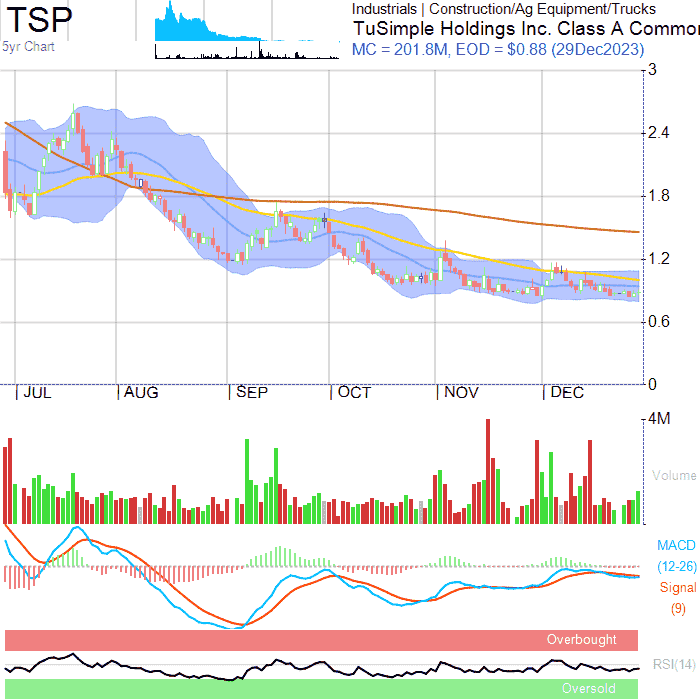 TSP
5yr Chart
Industrials | Construction/Ag Equipment/Trucks
TuSimple Holdings Inc. Class A Common
MC = 201.8M, EOD = $0.88 (29Dec2023)
3
2.4
1.8
1.2
0.6
0
JUL AUG SEP OCT NOV DEC
4M
Volume
MACD
(12-26)
Signal
(9)
Overbought
RSI(14)
Oversold